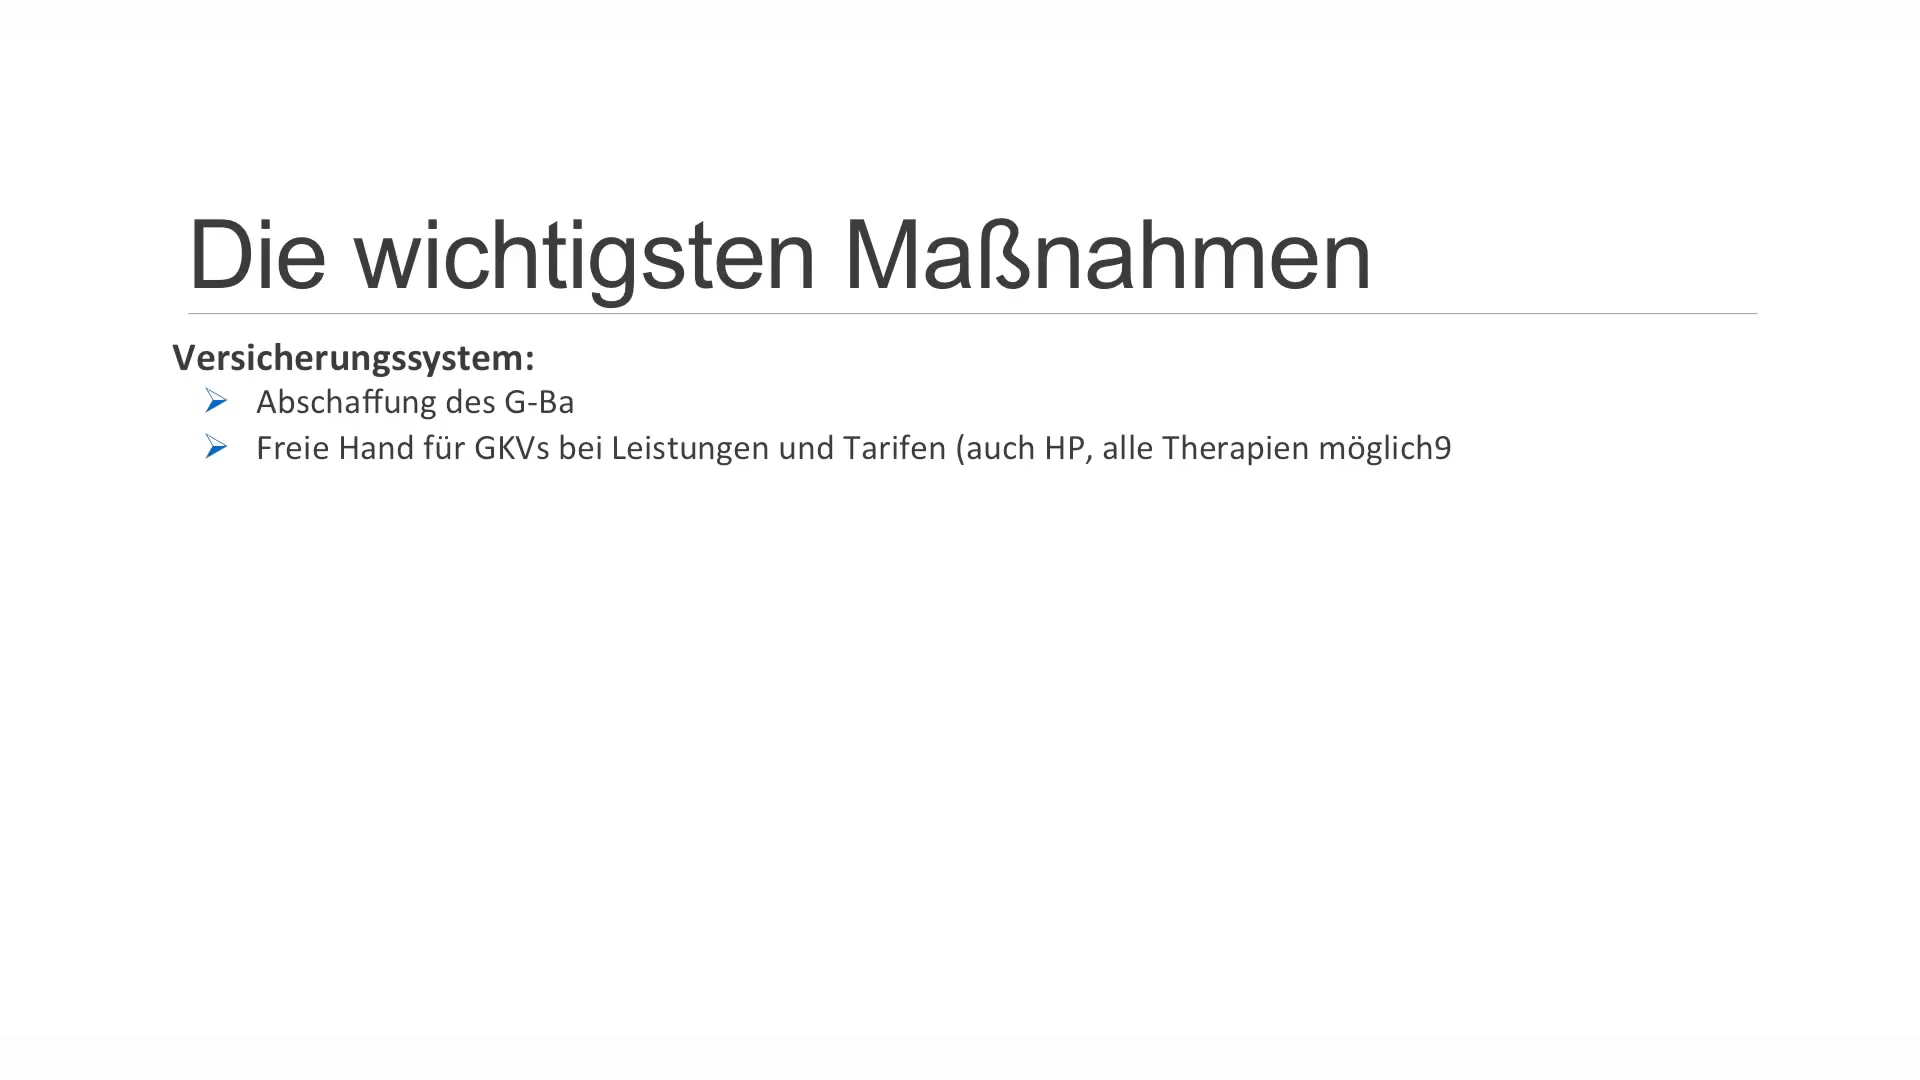 Die wichtigsten Maßnahmen
Versicherungssystem:
Abschaffung des G-Ba
Freie Hand für GKVs bei Leistungen und Tarifen (auch HP, alle Therapien möglich9